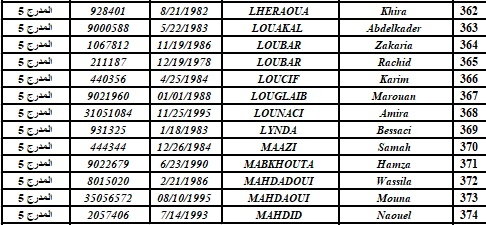 المدرج 5 928401 8/21/1982 LHERAOUA Khira 362
المدرج 5 9000588 5/22/1983 LOUAKAL Abdelkader 363
المدرج 5 1067812 11/19/1986 LOUBAR Zakaria 364
المدرج 5 211187 12/19/1978 LOUBAR Rachid 365
المدرج 5 440356 4/25/1984 LOUCIF Karim 366
المدرج 5 9021960 01/01/1988 LOUGLAIB Marouan 367
المدرج 5 31051084 11/25/1995 LOUNACI Amira 368
المدرج 5 931325 1/18/1983 LYNDA Bessaci 369
المدرج 5 444344 12/26/1984 MAAZI Samah 370
المدرج 5 9022679 6/23/1990 MABKHOUTA Hamza 371
المدرج 5 8015020 2/21/1986 MAHDADOUI Wassila 372
المدرج 5 35056572 08/10/1995 MAHDAOUI Mouna 373
المدرج 5 2057406 7/14/1993 MAHDID Naouel 374